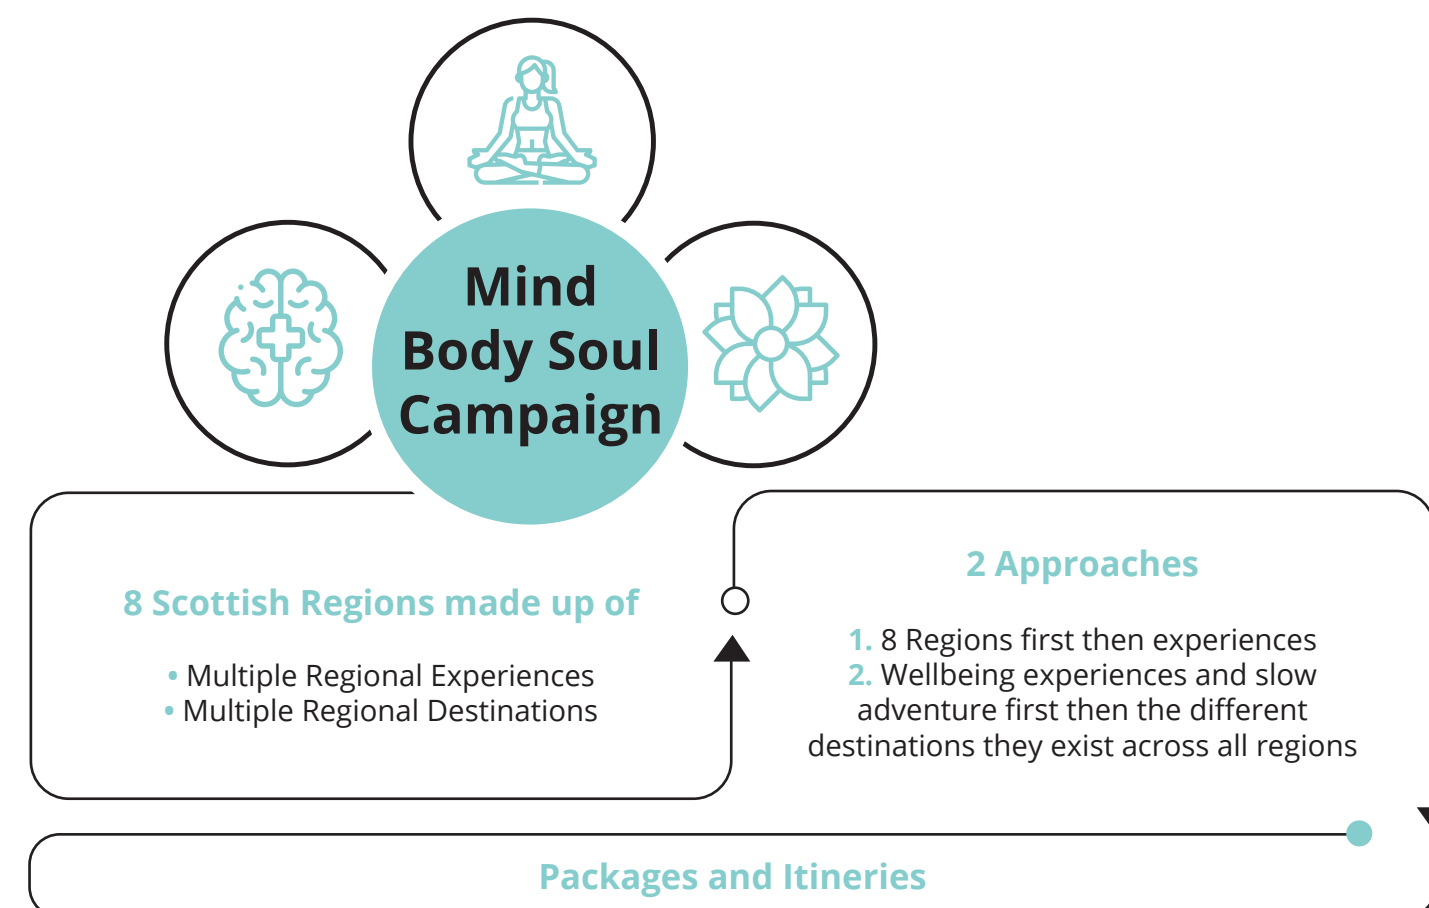 Mind
Body Soul
Campaign
8 Scottish Regions made up of
• Multiple Regional Experiences
• Multiple Regional Destinations
2 Approaches
1. 8 Regions first then experiences
2. Wellbeing experiences and slow
adventure first then the different
destinations they exist across all regions
Packages and Itineries